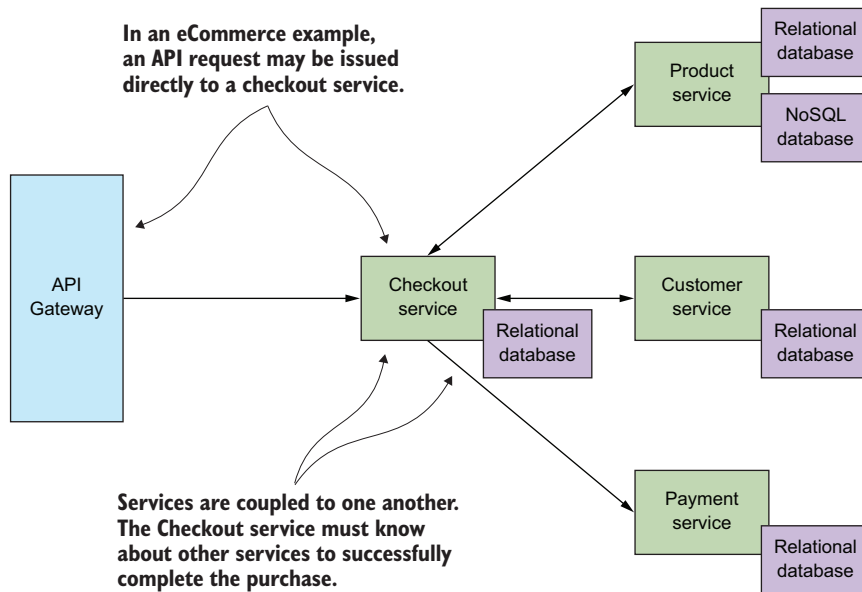 In an eCommerce example,
an API request may be issued
directly to a checkout service.
Relational
database
Product
service
NoSQL
database
API
Gateway
Checkout
service
Relational
database
Customer
service
Relational
database
Services are coupled to one another.
The Checkout service must know
about other services to successfully
complete the purchase.
Payment
service
Relational
database